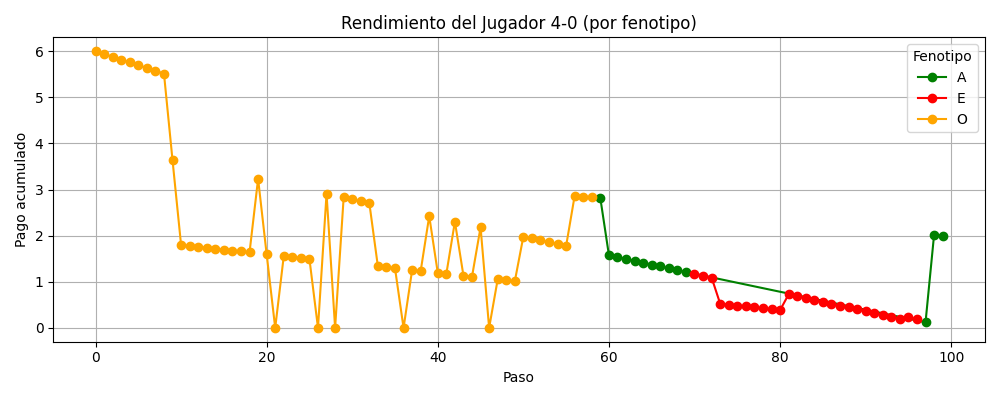 Rendimiento del Jugador 4-0 (por fenotipo)
Pago acumulado
6
5
4
3
2
1
0
Fenotipo
A
E
O
0 20 40 60 80 100
Paso